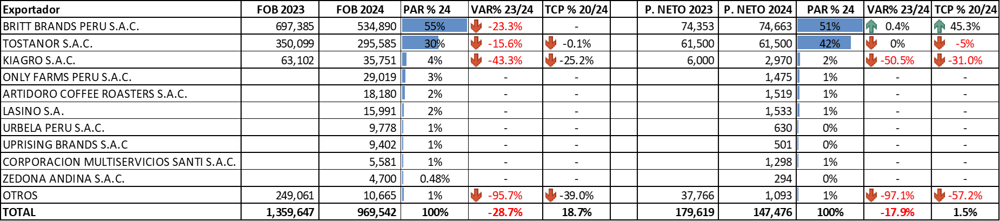 Exportador FOB 2023 FOB 2024 PAR % 24 VAR% 23/24 TCP % 20/24 P. NETO 2023 P. NETO 2024 PAR % 24 VAR% 23/24 TCP % 20/24
BRITT BRANDS PERU S.A.C. 697,385 534,890 55% -23.3% - 74,353 74,663 51% 0.4% 45.3%
TOSTANOR S.A.C. 350,099 295,585 30% -15.6% -0.1% 61,500 61,500 42% 0% -5%
KIAGRO S.A.C. 63,102 35,751 4% -43.3% -25.2% 6,000 2,970 2% -50.5% -31.0%
ONLY FARMS PERU S.A.C. 29,019 3% - - 1,475 1% - -
ARTIDORO COFFEE ROASTERS S.A.C. 18,180 2% - - 1,519 1% - -
LASINO S.A. 15,991 2% - - 1,533 1% - -
URBELA PERU S.A.C. 9,778 1% - - 630 0% - -
UPRISING BRANDS S.A.C 9,402 1% - - 501 0% - -
CORPORACION MULTISERVICIOS SANTI S.A.C. 5,581 1% - - 1,298 1% - -
ZEDONA ANDINA S.A.C. 4,700 0.48% - - 294 0% - -
OTROS 249,061 10,665 1% -95.7% -39.0% 37,766 1,093 1% -97.1% -57.2%
TOTAL 1,359,647 969,542 100% -28.7% 18.7% 179,619 147,476 100% -17.9% 1.5%